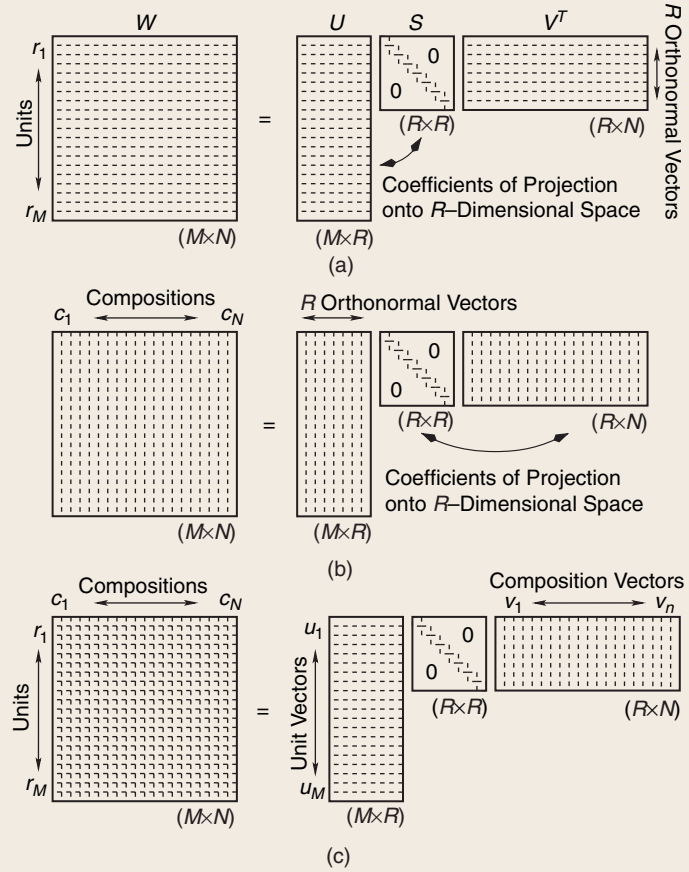 W U S V^T
r1
Units
rM
0
0
=
(M×N)
(M×R)
(R×R)
(R×N)
R Orthonormal Vectors
Coefficients of Projection
onto R–Dimensional Space
(a)
Compositions
c1 cN
R Orthonormal Vectors
0
0
=
(M×N)
(M×R)
(R×R)
(R×N)
Coefficients of Projection
onto R–Dimensional Space
(b)
Compositions
c1 cN
r1
Units
rM
=
(M×N)
u1
Unit Vectors
uM
(M×R)
0
0
(R×R)
Composition Vectors
v1 vn
(R×N)
(c)